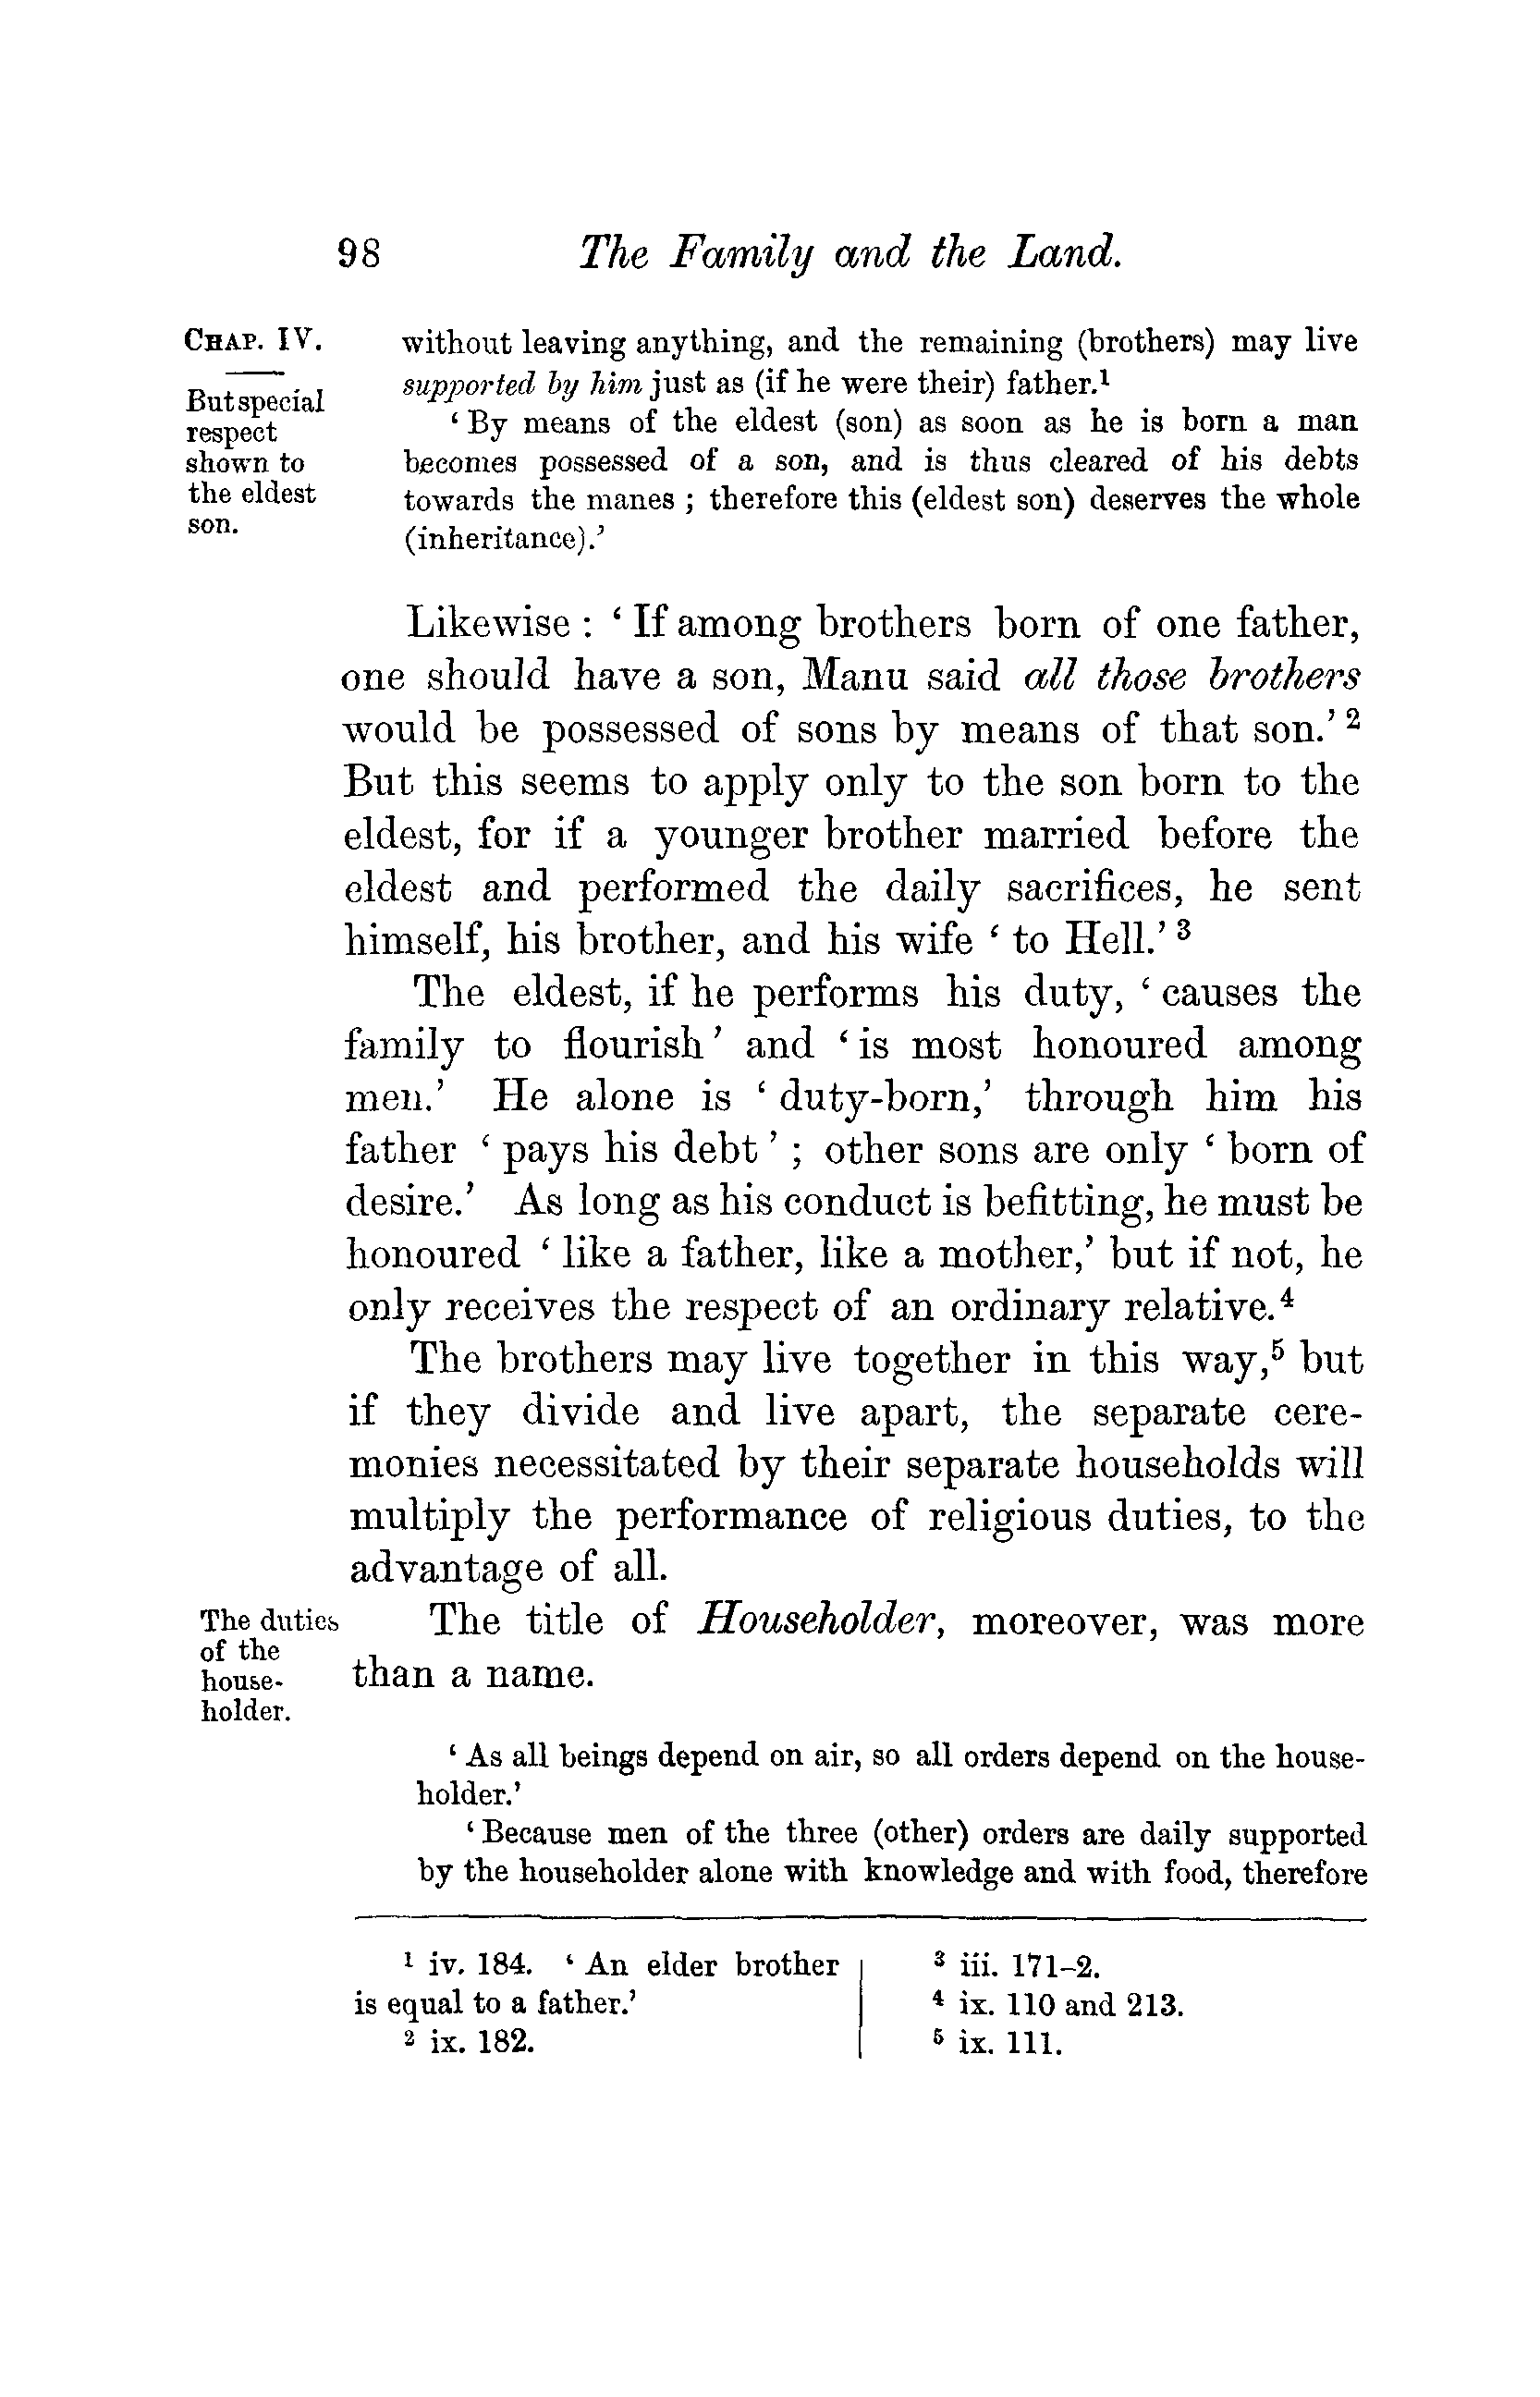 98 The Family and the Land.
CHAP. IV.
But special
respect
shown to
the eldest
son.
without leaving anything, and the remaining (brothers) may live
supported by him just as (if he were their) father.¹
‘ By means of the eldest (son) as soon as he is born a man
becomes possessed of a son, and is thus cleared of his debts
towards the manes ; therefore this (eldest son) deserves the whole
(inheritance).’
Likewise : ‘ If among brothers born of one father,
one should have a son, Manu said all those brothers
would be possessed of sons by means of that son.’ ²
But this seems to apply only to the son born to the
eldest, for if a younger brother married before the
eldest and performed the daily sacrifices, he sent
himself, his brother, and his wife ‘ to Hell.’ ³
The eldest, if he performs his duty, ‘ causes the
family to flourish ’ and ‘ is most honoured among
men.’ He alone is ‘ duty-born,’ through him his
father ‘ pays his debt ’ ; other sons are only ‘ born of
desire.’ As long as his conduct is befitting, he must be
honoured ‘ like a father, like a mother,’ but if not, he
only receives the respect of an ordinary relative.⁴
The brothers may live together in this way,⁵ but
if they divide and live apart, the separate cere-
monies necessitated by their separate households will
multiply the performance of religious duties, to the
advantage of all.
The duties
of the
house-
holder.
The title of Householder, moreover, was more
than a name.
‘ As all beings depend on air, so all orders depend on the house-
holder.’
‘ Because men of the three (other) orders are daily supported
by the householder alone with knowledge and with food, therefore
¹ iv. 184. ‘ An elder brother
is equal to a father.’
² ix. 182.
³ iii. 171–2.
⁴ ix. 110 and 213.
⁵ ix. 111.